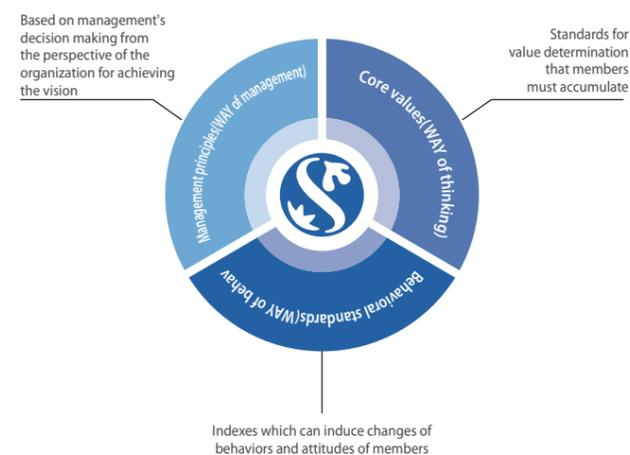 Based on management's
decision making from
the perspective of the
organization for achieving
the vision
Standards for
value determination
that members
must accumulate
Management principles(WAY of management)
Core values(WAY of thinking)
Behavioral standards(WAY of behav
Indexes which can induce changes of
behaviors and attitudes of members